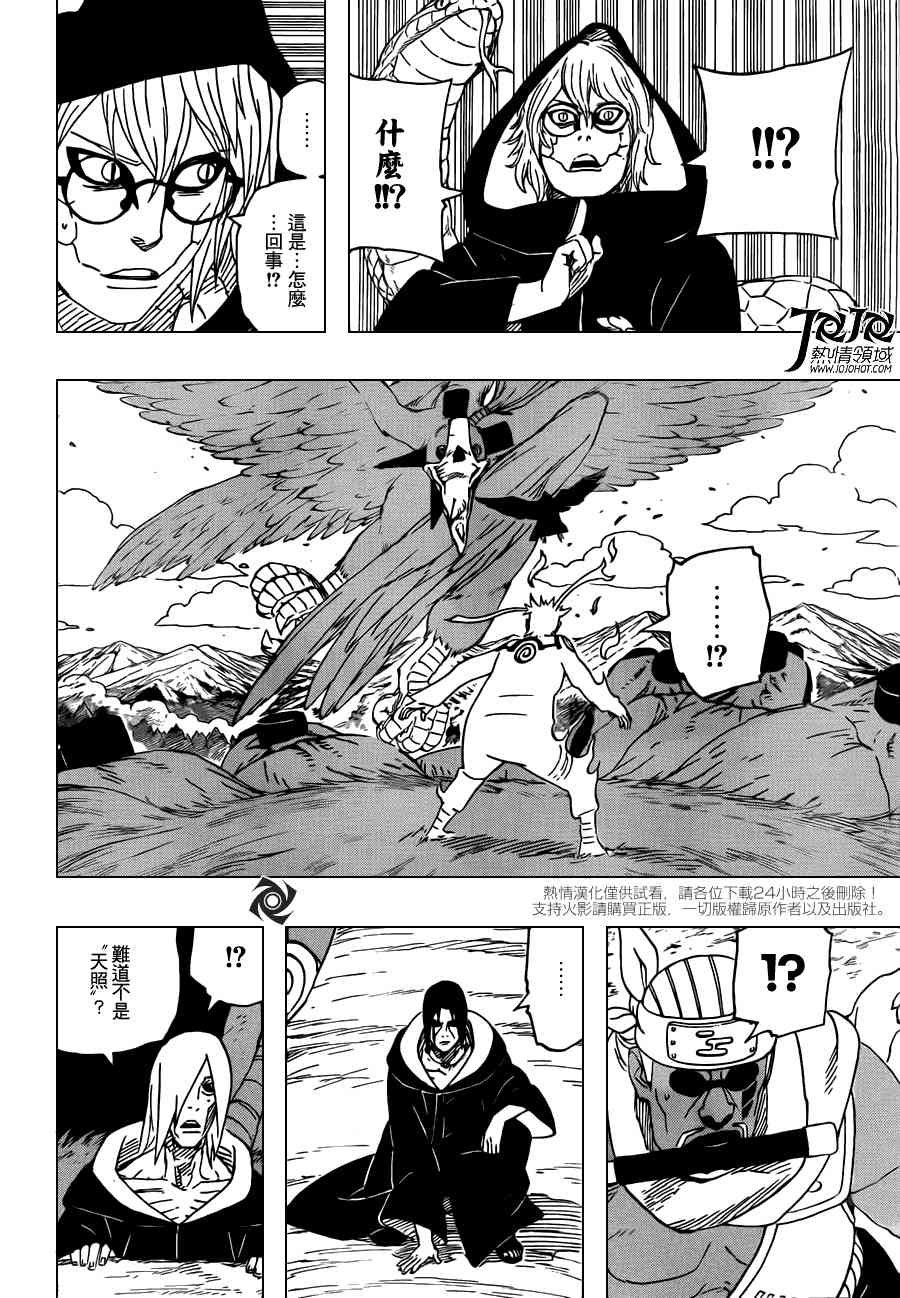 !!?
什麼!!?
……
這是…怎麼
…回事!?
JOJO
熱情領域
WWW.JOJOHOT.COM
……!?
熱情漢化僅供試看，請各位下載24小時之後刪除！
支持火影請購買正版，一切版權歸原作者以及出版社。
!?
……
!?
難道不是
〝天照〞？